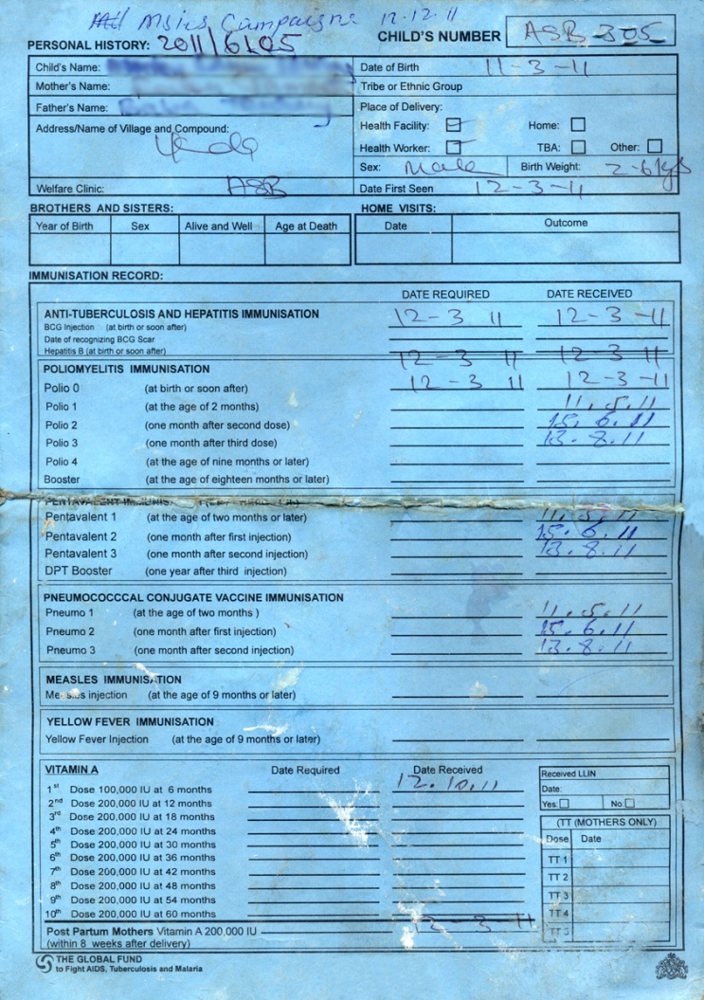 Campaigne 12.12.11
PERSONAL HISTORY: 2011/6105 CHILD'S NUMBER ASB 305
Child's Name: Date of Birth 11-3-11
Mother's Name: Tribe or Ethnic Group
Father's Name: Place of Delivery:
Address/Name of Village and Compound: Health Facility: Home:
Health Worker: TBA: Other:
Sex: Male Birth Weight: 2.6kgs
Welfare Clinic: ASB Date First Seen 12-3-11
BROTHERS AND SISTERS: HOME VISITS:
Year of Birth Sex Alive and Well Age at Death Date Outcome
IMMUNISATION RECORD:
DATE REQUIRED DATE RECEIVED
ANTI-TUBERCULOSIS AND HEPATITIS IMMUNISATION
BCG Injection (at birth or soon after) 12-3 11 12-3-11
Date of recognizing BCG Scar
Hepatitis B (at birth or soon after) 12-3 11 12-3 11
POLIOMYELITIS IMMUNISATION
Polio 0 (at birth or soon after) 12-3 11 12-3-11
Polio 1 (at the age of 2 months) 11.5.11
Polio 2 (one month after second dose) 15.6.11
Polio 3 (one month after third dose) 13.8.11
Polio 4 (at the age of nine months or later)
Booster (at the age of eighteen months or later)
Pentavalent 1 (at the age of two months or later) 11.5.11
Pentavalent 2 (one month after first injection) 15.6.11
Pentavalent 3 (one month after second injection) 13.8.11
DPT Booster (one year after third injection)
PNEUMOCOCCCAL CONJUGATE VACCINE IMMUNISATION
Pneumo 1 (at the age of two months ) 11.5.11
Pneumo 2 (one month after first injection) 15.6.11
Pneumo 3 (one month after second injection) 13.8.11
MEASLES IMMUNISATION
Measles injection (at the age of 9 months or later)
YELLOW FEVER IMMUNISATION
Yellow Fever Injection (at the age of 9 months or later)
VITAMIN A Date Required Date Received Received LLIN
1st Dose 100,000 IU at 6 months 12.10.11 Date:
2nd Dose 200,000 IU at 12 months Yes: No:
3rd Dose 200,000 IU at 18 months (TT (MOTHERS ONLY)
4th Dose 200,000 IU at 24 months Dose Date
5th Dose 200,000 IU at 30 months
6th Dose 200,000 IU at 36 months TT 1
7th Dose 200,000 IU at 42 months TT 2
8th Dose 200,000 IU at 48 months
9th Dose 200,000 IU at 54 months TT 3
10th Dose 200,000 IU at 60 months TT 4
Post Partum Mothers Vitamin A 200,000 IU 12-3-11 TT 5
(within 8 weeks after delivery)
THE GLOBAL FUND
to Fight AIDS, Tuberculosis and Malaria